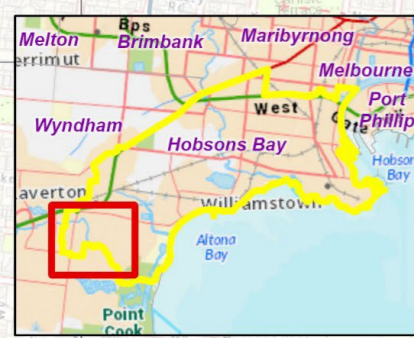 Bps
Maribyrnong
Melton
Brimbank
errimut
Melbourne
Port
West
Phillip
Gate
Wyndham
Hobsons Bay
Hobson
Bay
averton
Williamstown
Altona
Bay
Point
Cook